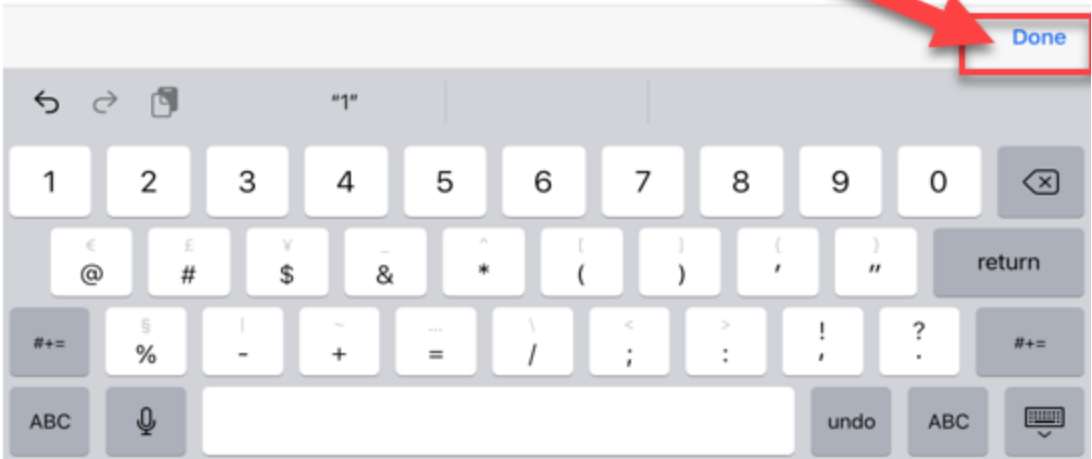 Done
“1”
1 2 3 4 5 6 7 8 9 0
€ £ ¥ _ ^ [ ] { }
@ # $ & * ( ) ' " return
§ | ~ … \ < > ! ?
#+= % - + = / ; : , . #+=
ABC undo ABC